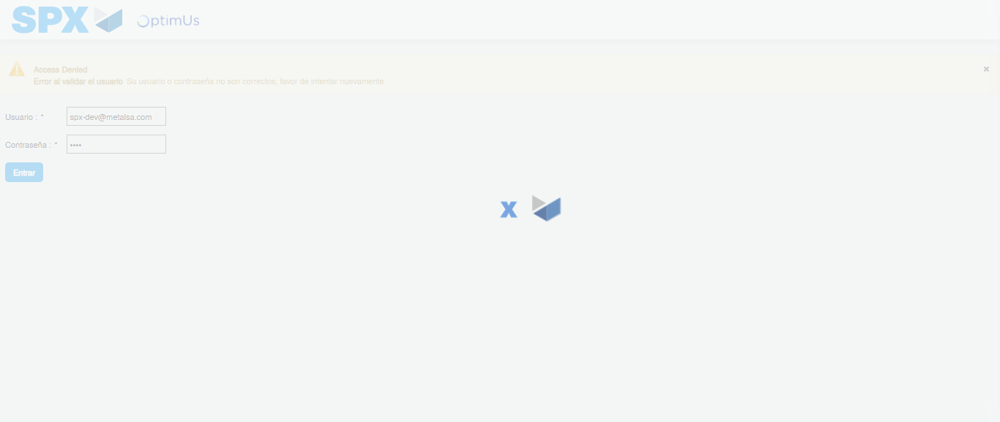 SPX OptimUs
Access Denied
Error al validar el usuario Su usuario o contraseña no son correctos, favor de intentar nuevamente
Usuario : * spx-dev@metalsa.com
Contraseña : * ••••
Entrar
X